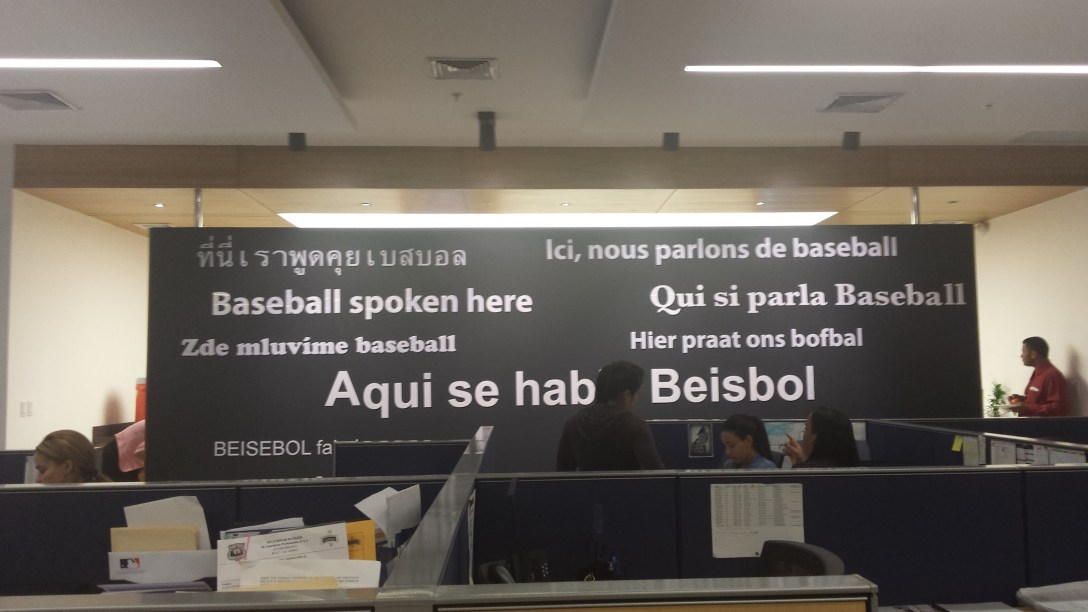 ที่นี่เราพูดคุยเบสบอล
Ici, nous parlons de baseball
Baseball spoken here
Qui si parla Baseball
Zde mluvime baseball
Hier praat ons bofbal
Aqui se hab Beisbol
BEISEBOL fa